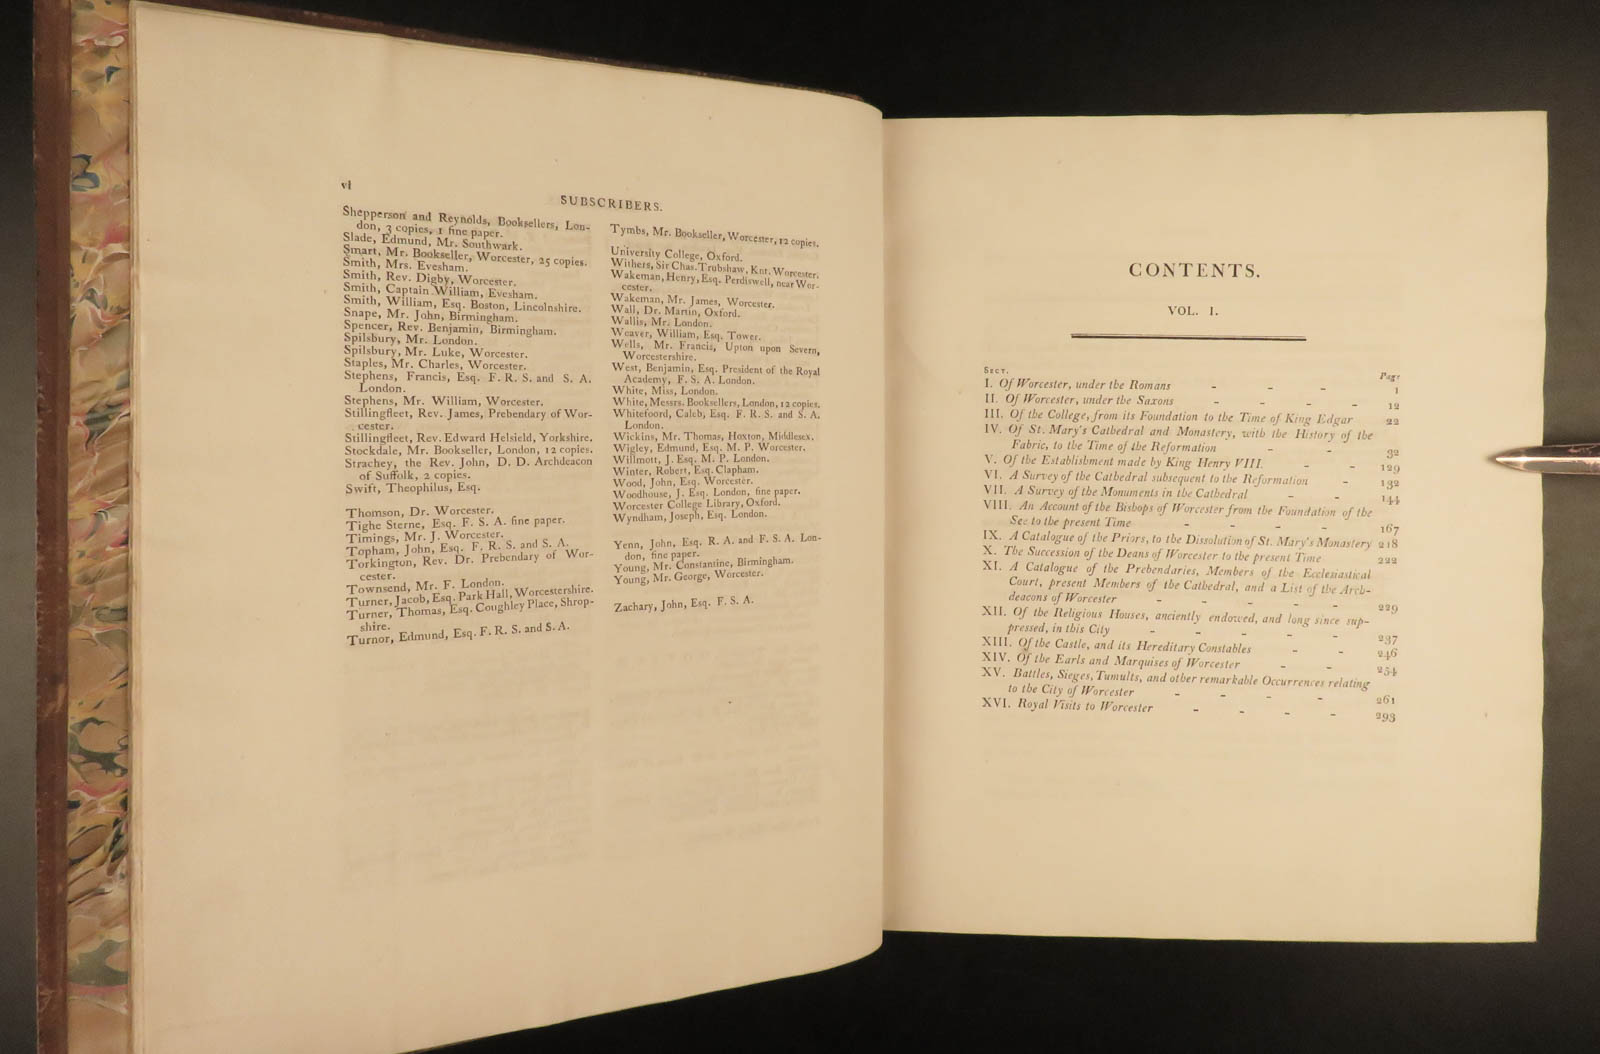 vi
SUBSCRIBERS.
Shepperson and Reynolds, Booksellers, Lon-
don, 3 copies, 1 fine paper.
Slade, Edmund, Mr. Southwark.
Smart, Mr. Bookseller, Worcester, 25 copies.
Smith, Mrs. Evesham.
Smith, Rev. Digby, Worcester.
Smith, Captain William, Evesham.
Smith, William, Esq. Boston, Lincolnshire.
Snape, Mr. John, Birmingham.
Spencer, Rev. Benjamin, Birmingham.
Spilsbury, Mr. London.
Spilsbury, Mr. Luke, Worcester.
Staples, Mr. Charles, Worcester.
Stephens, Francis, Esq. F. R. S. and S. A.
London.
Stephens, Mr. William, Worcester.
Stillingfleet, Rev. James, Prebendary of Wor-
cester.
Stillingfleet, Rev. Edward Helsield, Yorkshire.
Stockdale, Mr. Bookseller, London, 12 copies.
Strachey, the Rev. John, D. D. Archdeacon
of Suffolk, 2 copies.
Swift, Theophilus, Esq.
Thomson, Dr. Worcester.
Tighe Sterne, Esq. F. S. A. fine paper.
Timings, Mr. J. Worcester.
Topham, John, Esq. F. R. S. and S. A.
Torkington, Rev. Dr. Prebendary of Wor-
cester.
Townsend, Mr. F. London.
Turner, Jacob, Esq. Park Hall, Worcestershire.
Turner, Thomas, Esq. Coughley Place, Shrop-
shire.
Turnor, Edmund, Esq. F. R. S. and S. A.
Tymbs, Mr. Bookseller, Worcester, 12 copies.
University College, Oxford.
Withers, Sir Chas. Trubshaw, Knt. Worcester.
Wakeman, Henry, Esq. Perdiswell, near Wor-
cester.
Wakeman, Mr. James, Worcester.
Wall, Dr. Martin, Oxford.
Wallis, Mr. London.
Weaver, William, Esq. Tower.
Wells, Mr. Francis, Upton upon Severn,
Worcestershire.
West, Benjamin, Esq. President of the Royal
Academy, F. S. A. London.
White, Miss, London.
White, Messrs. Booksellers, London, 12 copies.
Whitefoord, Caleb, Esq. F. R. S. and S. A.
London.
Wickins, Mr. Thomas, Hoxton, Middlesex.
Wigley, Edmund, Esq. M. P. Worcester.
Willmott, J. Esq. M. P. London.
Winter, Robert, Esq. Clapham.
Wood, John, Esq. Worcester.
Woodhouse, J. Esq. London, fine paper.
Worcester College Library, Oxford.
Wyndham, Joseph, Esq. London.
Yenn, John, Esq. R. A. and F. S. A. Lon-
don, fine paper.
Young, Mr. Constantine, Birmingham.
Young, Mr. George, Worcester.
Zachary, John, Esq. F. S. A.
CONTENTS.
VOL. I.
SECT. Page
I. Of Worcester, under the Romans - - - 1
II. Of Worcester, under the Saxons - - - - 12
III. Of the College, from its Foundation to the Time of King Edgar 22
IV. Of St. Mary's Cathedral and Monastery, with the History of the
Fabric, to the Time of the Reformation - - 32
V. Of the Establishment made by King Henry VIII. - - 129
VI. A Survey of the Cathedral subsequent to the Reformation - 132
VII. A Survey of the Monuments in the Cathedral - - 144
VIII. An Account of the Bishops of Worcester from the Foundation of the
See to the present Time - - - - 167
IX. A Catalogue of the Priors, to the Dissolution of St. Mary's Monastery 218
X. The Succession of the Deans of Worcester to the present Time 222
XI. A Catalogue of the Prebendaries, Members of the Ecclesiastical
Court, present Members of the Cathedral, and a List of the Arch-
deacons of Worcester - - - - - 229
XII. Of the Religious Houses, anciently endowed, and long since sup-
pressed, in this City - - - - - 237
XIII. Of the Castle, and its Hereditary Constables - - 246
XIV. Of the Earls and Marquises of Worcester - - 254
XV. Battles, Sieges, Tumults, and other remarkable Occurrences relating
to the City of Worcester - - - - 261
XVI. Royal Visits to Worcester - - - - 293